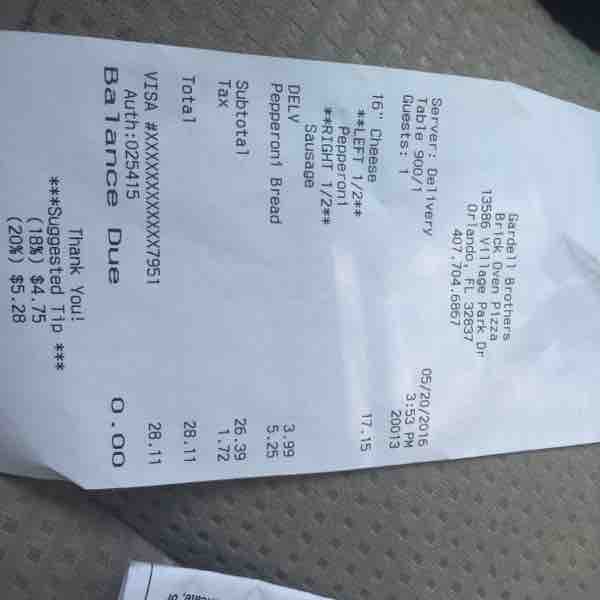 Gardell Brothers
Brick Oven Pizza
13586 Village Park Dr
Orlando, FL 32837
407.704.6867
Server: Delivery 05/20/2016
Table 900/1 3:53 PM
Guests: 1 20013
16" Cheese 17.15
**LEFT 1/2**
Pepperoni
**RIGHT 1/2**
Sausage
DELV 3.99
Pepperoni Bread 5.25
Subtotal 26.39
Tax 1.72
Total 28.11
VISA #XXXXXXXXXXXX7951 28.11
Auth:025415
Balance Due 0.00
Thank You!
***Suggested Tip ***
(18%) $4.75
(20%) $5.28